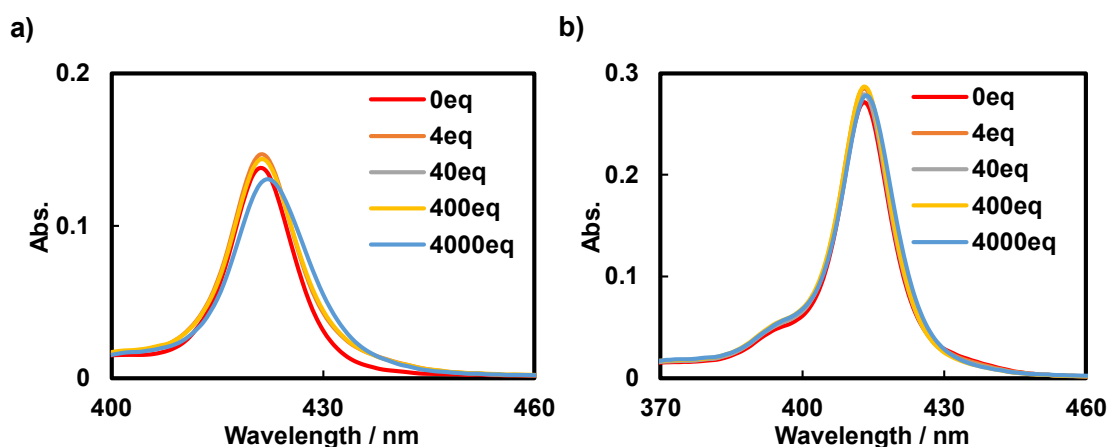 a)
0.2
0.1
0
Abs.
400
430
460
Wavelength / nm
0eq
4eq
40eq
400eq
4000eq
b)
0.3
0.2
0.1
0
Abs.
370
400
430
460
Wavelength / nm
0eq
4eq
40eq
400eq
4000eq